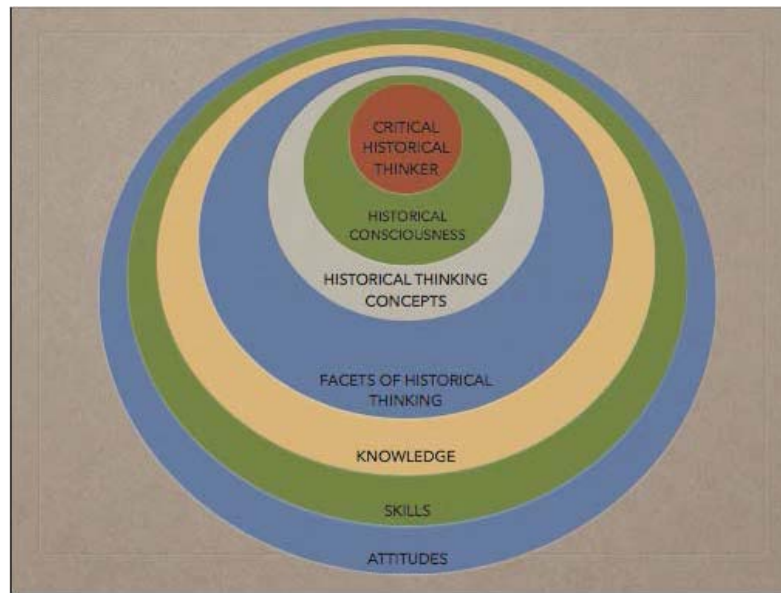 CRITICAL
HISTORICAL
THINKER
HISTORICAL
CONSCIOUSNESS
HISTORICAL THINKING
CONCEPTS
FACETS OF HISTORICAL
THINKING
KNOWLEDGE
SKILLS
ATTITUDES